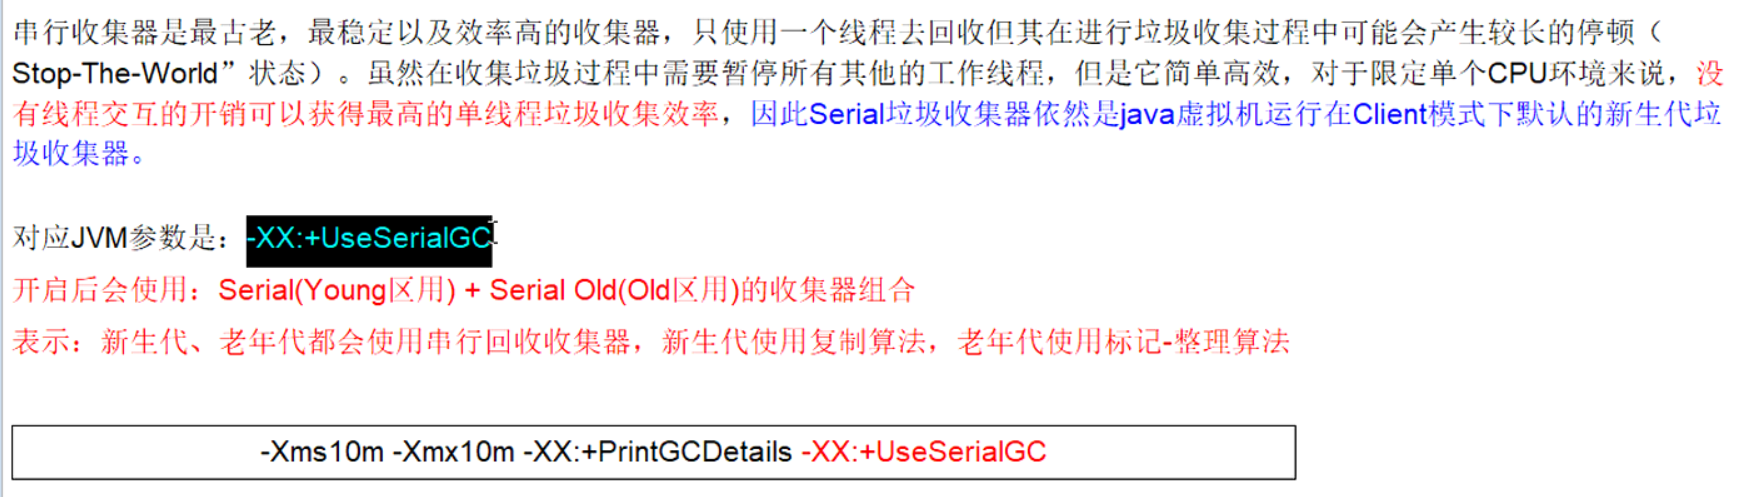 串行收集器是最古老，最稳定以及效率高的收集器，只使用一个线程去回收但其在进行垃圾收集过程中可能会产生较长的停顿（
Stop-The-World”状态）。虽然在收集垃圾过程中需要暂停所有其他的工作线程，但是它简单高效，对于限定单个CPU环境来说，没
有线程交互的开销可以获得最高的单线程垃圾收集效率，因此Serial垃圾收集器依然是java虚拟机运行在Client模式下默认的新生代垃
圾收集器。
对应JVM参数是：-XX:+UseSerialGC
开启后会使用：Serial(Young区用) + Serial Old(Old区用)的收集器组合
表示：新生代、老年代都会使用串行回收收集器，新生代使用复制算法，老年代使用标记-整理算法
-Xms10m -Xmx10m -XX:+PrintGCDetails -XX:+UseSerialGC